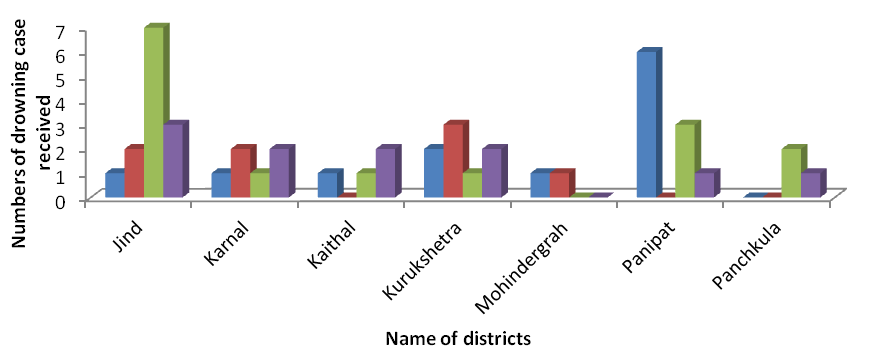 Numbers of drowning case
received
7
6
5
4
3
2
1
0
Jind
Karnal
Kaithal
Kurukshetra
Mohindergrah
Panipat
Panchkula
Name of districts